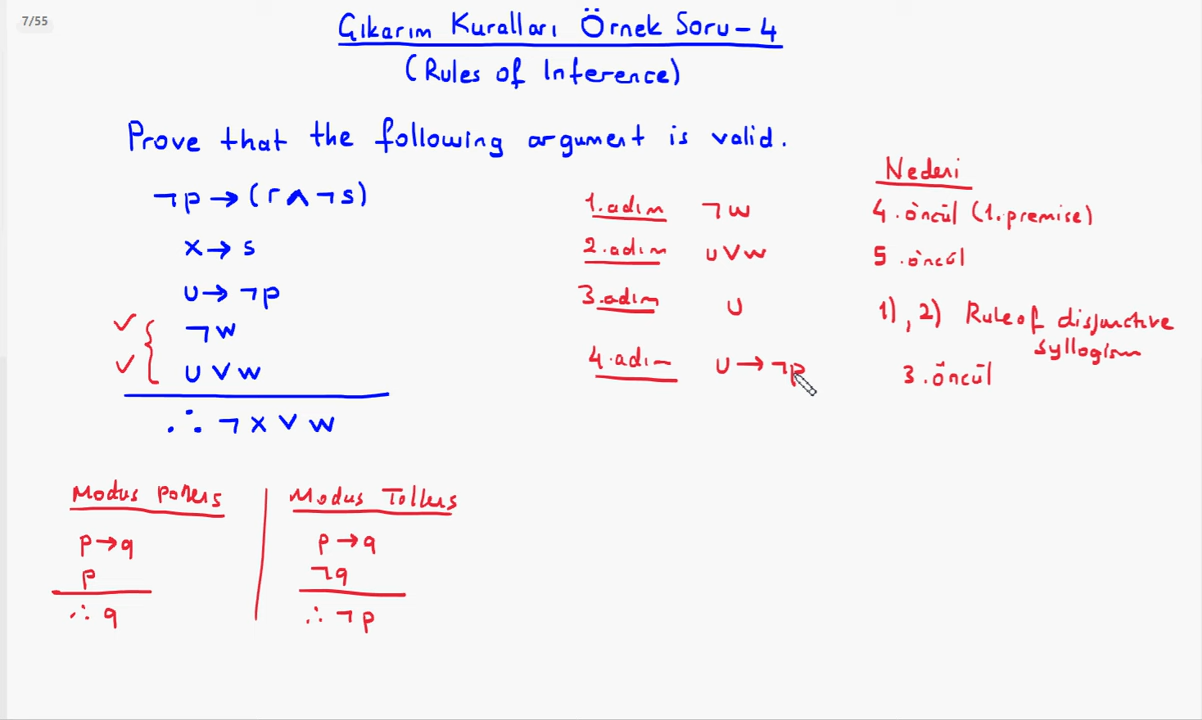 7/55
Çıkarım Kuralları Örnek Soru-4
(Rules of Inference)
Prove that the following argument is valid.
¬p → (r ∧ ¬s)
x → s
u → ¬p
¬w
u ∨ w
∴ ¬x ∨ w
Nedeni
1.adım ¬w 4.öncül (1.premise)
2.adım u∨w 5.öncül
3.adım u 1), 2) Rule of disjunctive
syllogism
4.adım u → ¬p 3.öncül
Modus Ponens
p→q
p
∴ q
Modus Tollens
p→q
¬q
∴ ¬p